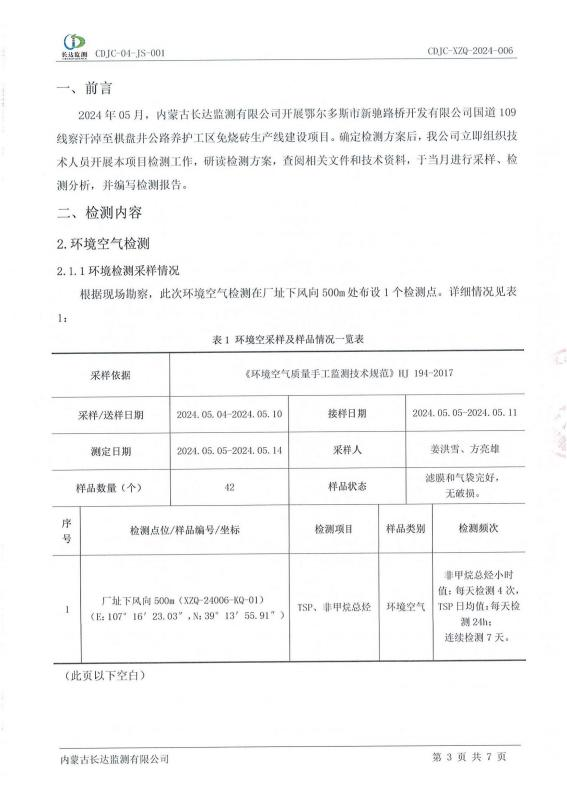 长达监测 CDJC-04-JS-001 CDJC-XZQ-2024-006
一、前言
2024 年 05 月，内蒙古长达监测有限公司开展鄂尔多斯市新驰路桥开发有限公司国道 109
线察汗淖至棋盘井公路养护工区免烧砖生产线建设项目。确定检测方案后，我公司立即组织技
术人员开展本项目检测工作，研读检测方案，查阅相关文件和技术资料，于当月进行采样、检
测分析，并编写检测报告。
二、检测内容
2.环境空气检测
2.1.1 环境检测采样情况
根据现场勘察，此次环境空气检测在厂址下风向 500m 处布设 1 个检测点。详细情况见表
1：
表 1 环境空采样及样品情况一览表
采样依据 《环境空气质量手工监测技术规范》HJ 194-2017
采样/送样日期 2024.05.04-2024.05.10 接样日期 2024.05.05-2024.05.11
测定日期 2024.05.05-2024.05.14 采样人 姜洪雪、方亮雄
样品数量（个） 42 样品状态 滤膜和气袋完好，
无破损。
序
号 检测点位/样品编号/坐标 检测项目 样品类别 检测频次
1 厂址下风向 500m（XZQ-24006-KQ-01）
（E：107° 16′ 23.03″，N：39° 13′ 55.91″） TSP、非甲烷总烃 环境空气 非甲烷总烃小时
值：每天检测 4 次，
TSP 日均值：每天检
测 24h；
连续检测 7 天。
（此页以下空白）
内蒙古长达监测有限公司 第 3 页 共 7 页